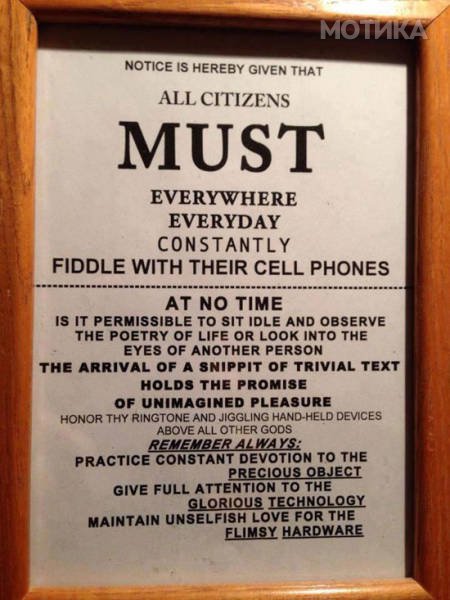 МОТИКА
NOTICE IS HEREBY GIVEN THAT
ALL CITIZENS
MUST
EVERYWHERE
EVERYDAY
CONSTANTLY
FIDDLE WITH THEIR CELL PHONES
AT NO TIME
IS IT PERMISSIBLE TO SIT IDLE AND OBSERVE
THE POETRY OF LIFE OR LOOK INTO THE
EYES OF ANOTHER PERSON
THE ARRIVAL OF A SNIPPIT OF TRIVIAL TEXT
HOLDS THE PROMISE
OF UNIMAGINED PLEASURE
HONOR THY RINGTONE AND JIGGLING HAND-HELD DEVICES
ABOVE ALL OTHER GODS
REMEMBER ALWAYS:
PRACTICE CONSTANT DEVOTION TO THE
PRECIOUS OBJECT
GIVE FULL ATTENTION TO THE
GLORIOUS TECHNOLOGY
MAINTAIN UNSELFISH LOVE FOR THE
FLIMSY HARDWARE